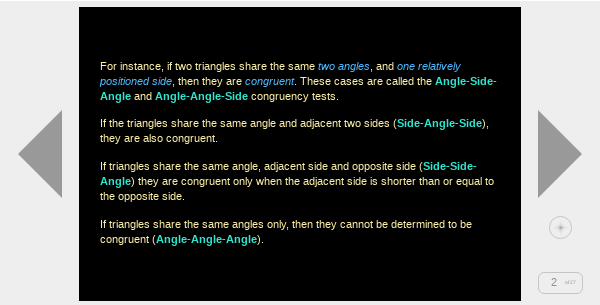 For instance, if two triangles share the same two angles, and one relatively
positioned side, then they are congruent. These cases are called the Angle-Side-
Angle and Angle-Angle-Side congruency tests.
If the triangles share the same angle and adjacent two sides (Side-Angle-Side),
they are also congruent.
If triangles share the same angle, adjacent side and opposite side (Side-Side-
Angle) they are congruent only when the adjacent side is shorter than or equal to
the opposite side.
If triangles share the same angles only, then they cannot be determined to be
congruent (Angle-Angle-Angle).
2